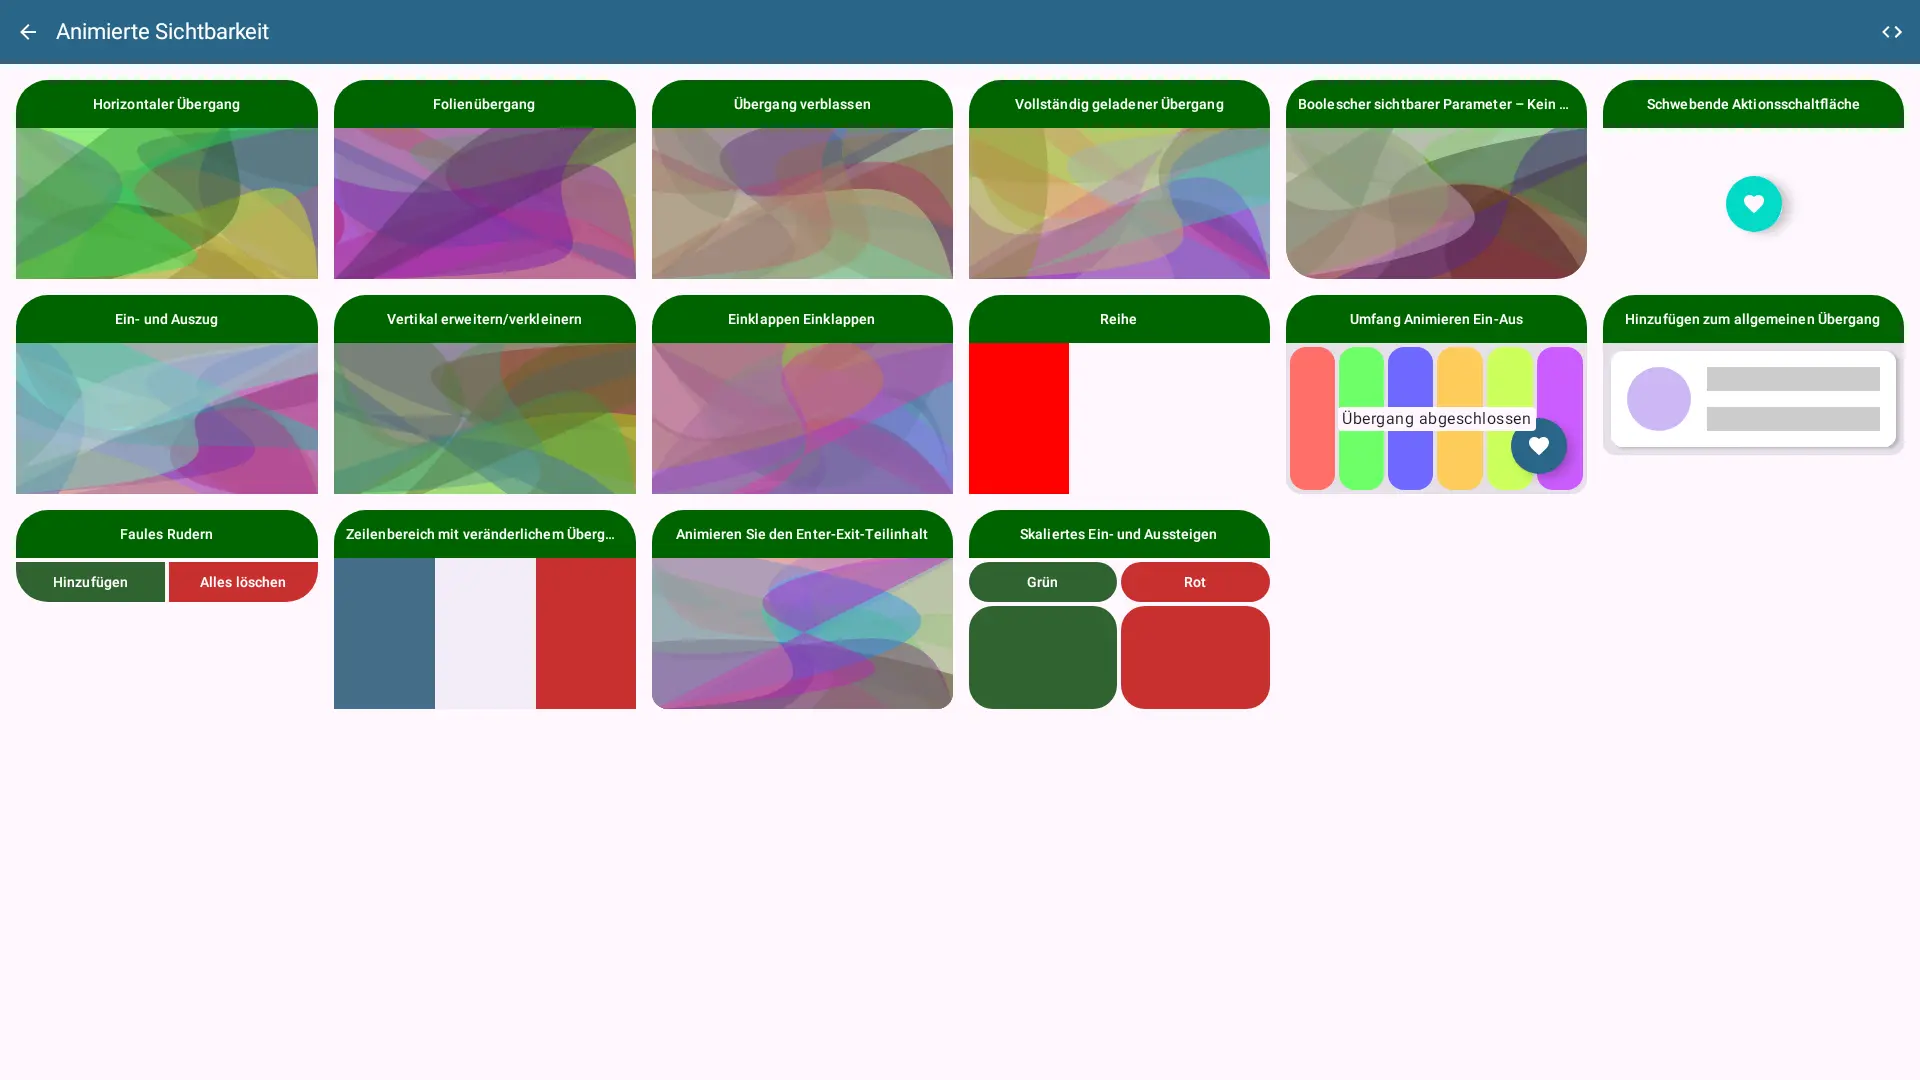 Animierte Sichtbarkeit
Horizontaler Übergang
Folienübergang
Übergang verblassen
Vollständig geladener Übergang
Boolescher sichtbarer Parameter – Kein ...
Schwebende Aktionsschaltfläche
Ein- und Auszug
Vertikal erweitern/verkleinern
Einklappen Einklappen
Reihe
Umfang Animieren Ein-Aus
Übergang abgeschlossen
Hinzufügen zum allgemeinen Übergang
Faules Rudern
Hinzufügen
Alles löschen
Zeilenbereich mit veränderlichem Überg...
Animieren Sie den Enter-Exit-Teilinhalt
Skaliertes Ein- und Aussteigen
Grün
Rot